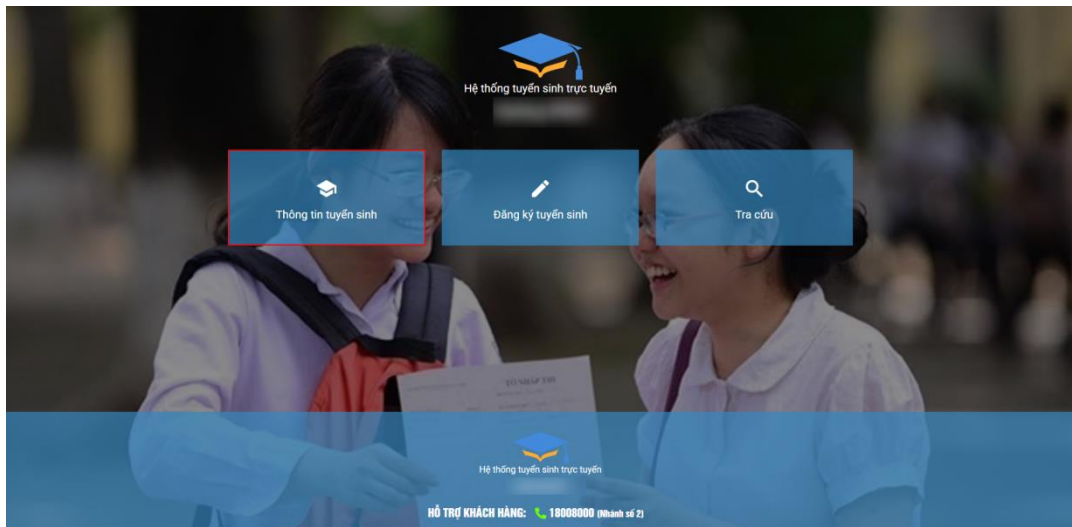 Hệ thống tuyển sinh trực tuyến
Thông tin tuyển sinh
Đăng ký tuyển sinh
Tra cứu
Hệ thống tuyển sinh trực tuyến
HỖ TRỢ KHÁCH HÀNG: 18008000 (Nhánh số 2)